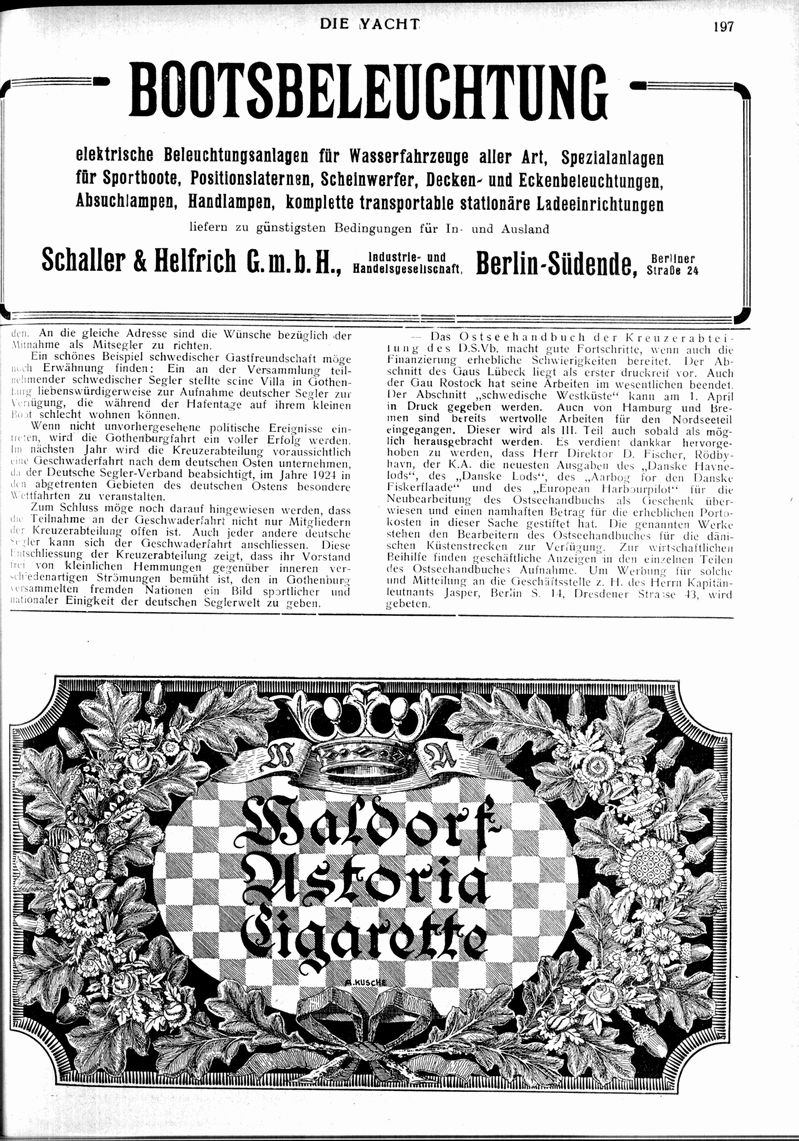 DIE YACHT
197
BOOTSBELEUCHTUNG
elektrische Beleuchtungsanlagen für Wasserfahrzeuge aller Art, Spezialanlagen
für Sportboote, Positionslaternen, Scheinwerfer, Decken- und Eckenbeleuchtungen,
Absuchlampen, Handlampen, komplette transportable stationäre Ladeeinrichtungen
liefern zu günstigsten Bedingungen für In- und Ausland
Schaller & Helfrich G.m.b.H., Industrie- und Handelsgesellschaft, Berlin-Südende, Berliner Straße 24
den. An die gleiche Adresse sind die Wünsche bezüglich der
Mitnahme als Mitsegler zu richten.
Ein schönes Beispiel schwedischer Gastfreundschaft möge
noch Erwähnung finden: Ein an der Versammlung teil-
nehmender schwedischer Segler stellte seine Villa in Gothen-
burg liebenswürdigerweise zur Aufnahme deutscher Segler zur
Verfügung, die während der Hafentage auf ihrem kleinen
Boot schlecht wohnen können.
Wenn nicht unvorhergesehene politische Ereignisse ein-
treten, wird die Gothenburgfahrt ein voller Erfolg werden.
Im nächsten Jahr wird die Kreuzerabteilung voraussichtlich
eine Geschwaderfahrt nach dem deutschen Osten unternehmen,
da der Deutsche Segler-Verband beabsichtigt, im Jahre 1924 in
den abgetrenten Gebieten des deutschen Ostens besondere
Wettfahrten zu veranstalten.
Zum Schluss möge noch darauf hingewiesen werden, dass
die Teilnahme an der Geschwaderfahrt nicht nur Mitgliedern
der Kreuzerabteilung offen ist. Auch jeder andere deutsche
Segler kann sich der Geschwaderfahrt anschliessen. Diese
Entschliessung der Kreuzerabteilung zeigt, dass ihr Vorstand
frei von kleinlichen Hemmungen gegenüber inneren ver-
schiedenartigen Strömungen bemüht ist, den in Gothenburg
versammelten fremden Nationen ein Bild sportlicher und
nationaler Einigkeit der deutschen Seglerwelt zu geben.
— Das Ostseehandbuch der Kreuzerabtei-
lung des D.S.Vb. macht gute Fortschritte, wenn auch die
Finanzierung erhebliche Schwierigkeiten bereitet. Der Ab-
schnitt des Gaus Lübeck liegt als erster druckreif vor. Auch
der Gau Rostock hat seine Arbeiten im wesentlichen beendet.
Der Abschnitt „schwedische Westküste“ kann am 1. April
in Druck gegeben werden. Auch von Hamburg und Bre-
men sind bereits wertvolle Arbeiten für den Nordseeteil
eingegangen. Dieser wird als III. Teil auch sobald als mög-
lich herausgebracht werden. Es verdient dankkar hervorge-
hoben zu werden, dass Herr Direktor D. Fischer, Rödby-
havn, der K.A. die neuesten Ausgaben des „Danske Havne-
lods“, des „Danske Lods“, des „Aarbog for den Danske
Fiskerflaade“ und des „European Harbourpilot“ für die
Neubearbeitung des Ostseehandbuchs als Geschenk über-
wiesen und einen namhaften Betrag für die erheblichen Porto-
kosten in dieser Sache gestiftet hat. Die genannten Werke
stehen den Bearbeitern des Ostseehandbuches für die däni-
schen Küstenstrecken zur Verfügung. Zur wirtschaftlichen
Beihilfe finden geschäftliche Anzeigen in den einzelnen Teilen
des Ostseehandbuches Aufnahme. Um Werbung für solche
und Mitteilung an die Geschäftsstelle z. H. des Herrn Kapitän-
leutnants Jasper, Berlin S. 14, Dresdener Strasse 43, wird
gebeten.
W A
Waldorf-
Astoria
Cigarette
A.KUSCHE